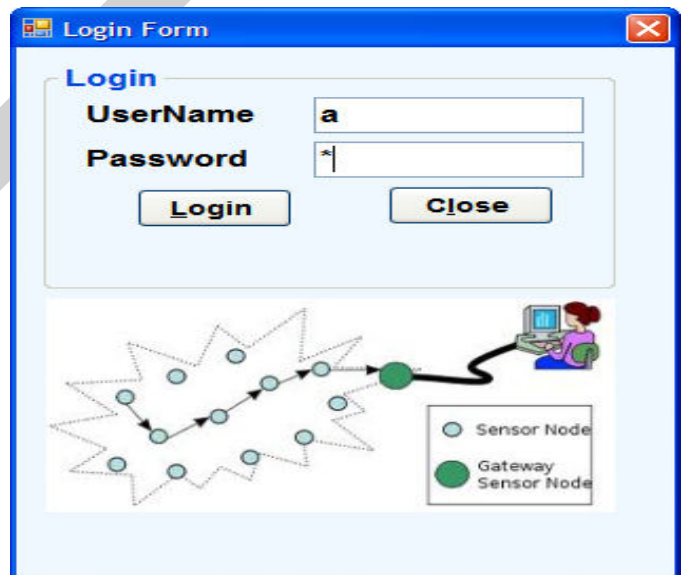 Login Form
Login
UserName a
Password *
Login Close
Sensor Node
Gateway
Sensor Node